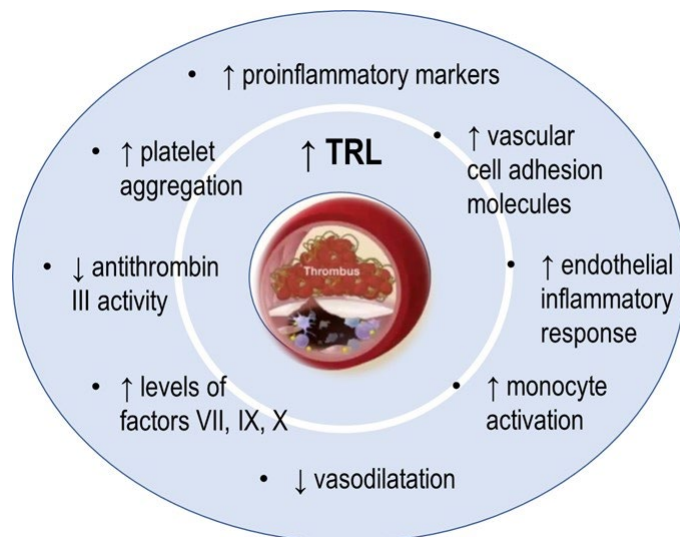 • ↑ proinflammatory markers
• ↑ platelet
aggregation
↑ TRL
• ↑ vascular
cell adhesion
molecules
Thrombus
• ↓ antithrombin
III activity
• ↑ endothelial
inflammatory
response
• ↑ levels of
factors VII, IX, X
• ↑ monocyte
activation
• ↓ vasodilatation